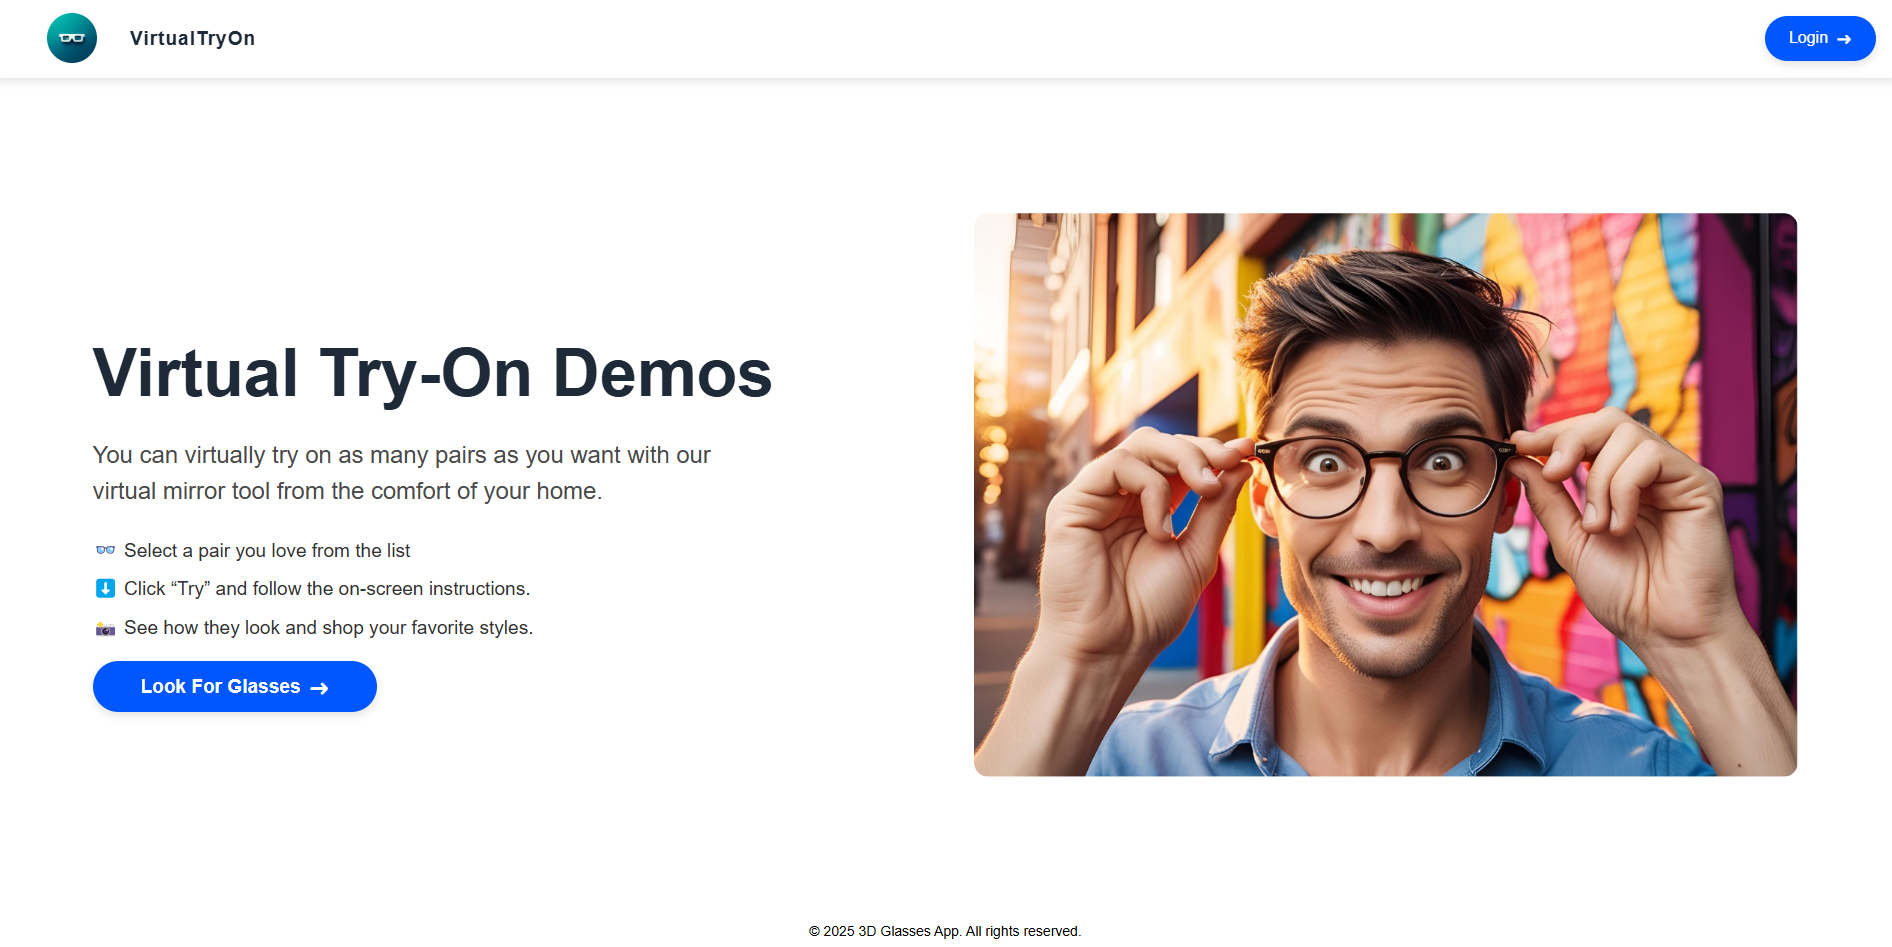 VirtualTryOn
Login ➜
Virtual Try-On Demos
You can virtually try on as many pairs as you want with our
virtual mirror tool from the comfort of your home.
👓 Select a pair you love from the list
⬇️ Click “Try” and follow the on-screen instructions.
📸 See how they look and shop your favorite styles.
Look For Glasses ➜
© 2025 3D Glasses App. All rights reserved.